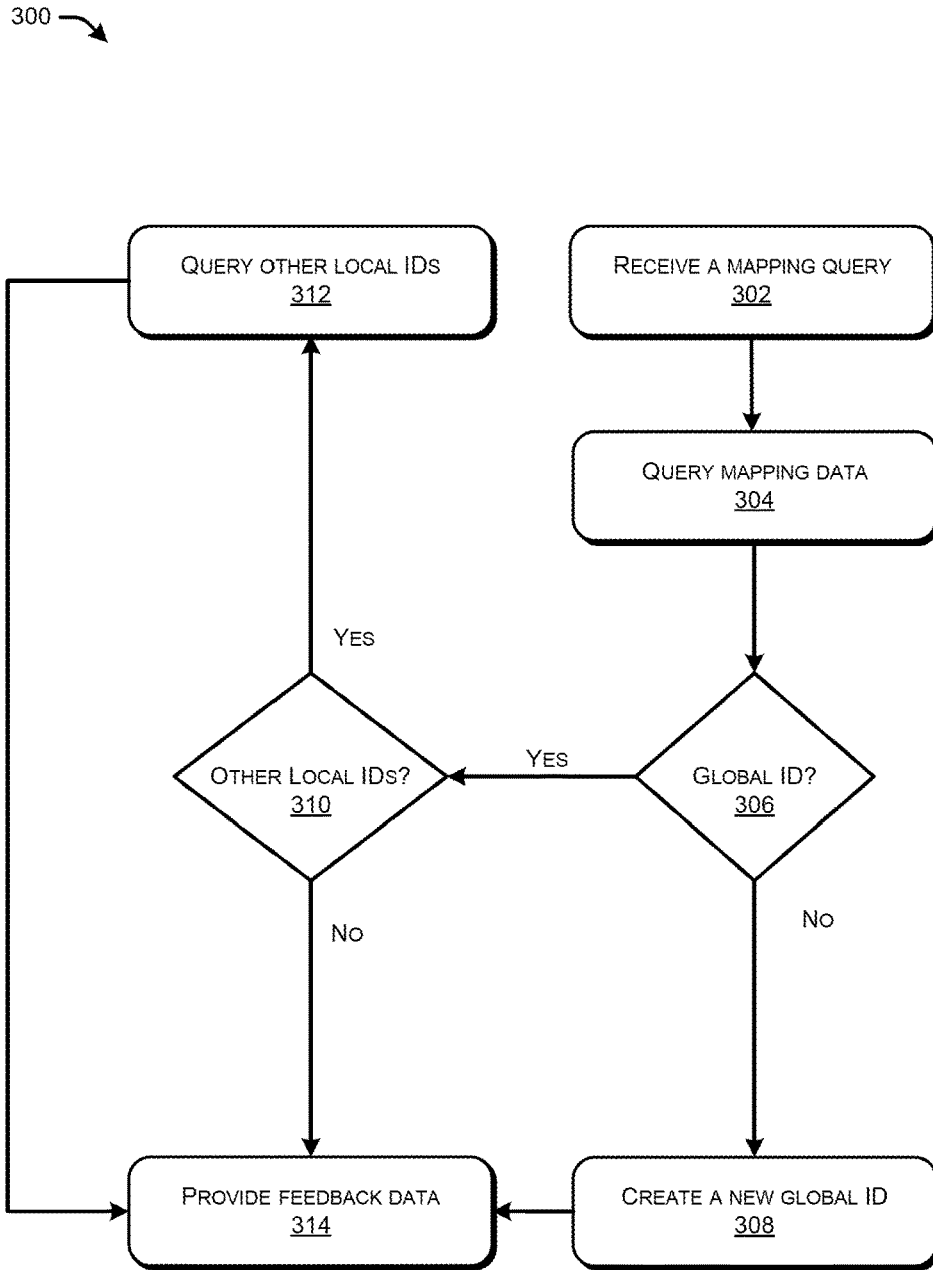 300
QUERY OTHER LOCAL IDs
312
RECEIVE A MAPPING QUERY
302
QUERY MAPPING DATA
304
YES
OTHER LOCAL IDs?
310
YES
GLOBAL ID?
306
NO
NO
PROVIDE FEEDBACK DATA
314
CREATE A NEW GLOBAL ID
308